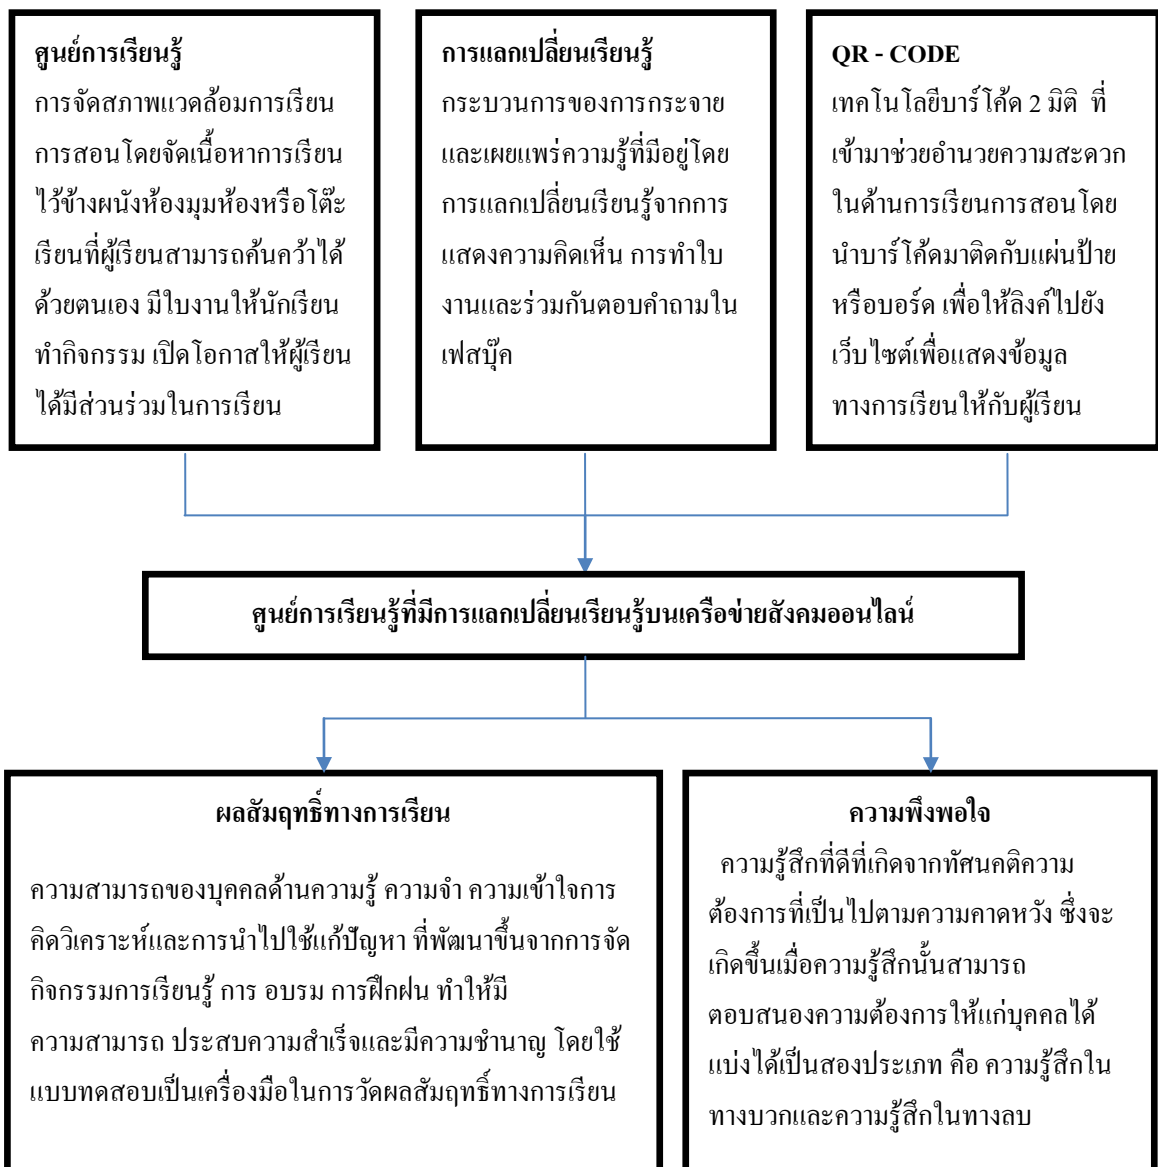 ศูนย์การเรียนรู้
การจัดสภาพแวดล้อมการเรียน
การสอนโดยจัดเนื้อหาการเรียน
ไว้ข้างผนังห้องมุมห้องหรือโต๊ะ
เรียนที่ผู้เรียนสามารถค้นคว้าได้
ด้วยตนเอง มีใบงานให้นักเรียน
ทำกิจกรรม เปิดโอกาสให้ผู้เรียน
ได้มีส่วนร่วมในการเรียน
การแลกเปลี่ยนเรียนรู้
กระบวนการของการกระจาย
และเผยแพร่ความรู้ที่มีอยู่โดย
การแลกเปลี่ยนเรียนรู้จากการ
แสดงความคิดเห็น การทำใบ
งานและร่วมกันตอบคำถามใน
เฟสบุ๊ค
QR - CODE
เทคโนโลยีบาร์โค้ด 2 มิติ ที่
เข้ามาช่วยอำนวยความสะดวก
ในด้านการเรียนการสอนโดย
นำบาร์โค้ดมาติดกับแผ่นป้าย
หรือบอร์ด เพื่อให้ลิงค์ไปยัง
เว็บไซต์เพื่อแสดงข้อมูล
ทางการเรียนให้กับผู้เรียน
ศูนย์การเรียนรู้ที่มีการแลกเปลี่ยนเรียนรู้บนเครือข่ายสังคมออนไลน์
ผลสัมฤทธิ์ทางการเรียน
ความสามารถของบุคคลด้านความรู้ ความจำ ความเข้าใจการ
คิดวิเคราะห์และการนำไปใช้แก้ปัญหา ที่พัฒนาขึ้นจากการจัด
กิจกรรมการเรียนรู้ การ อบรม การฝึกฝน ทำให้มี
ความสามารถ ประสบความสำเร็จและมีความชำนาญ โดยใช้
แบบทดสอบเป็นเครื่องมือในการวัดผลสัมฤทธิ์ทางการเรียน
ความพึงพอใจ
ความรู้สึกที่ดีที่เกิดจากทัศนคติความ
ต้องการที่เป็นไปตามความคาดหวัง ซึ่งจะ
เกิดขึ้นเมื่อความรู้สึกนั้นสามารถ
ตอบสนองความต้องการให้แก่บุคคลได้
แบ่งได้เป็นสองประเภท คือ ความรู้สึกใน
ทางบวกและความรู้สึกในทางลบ